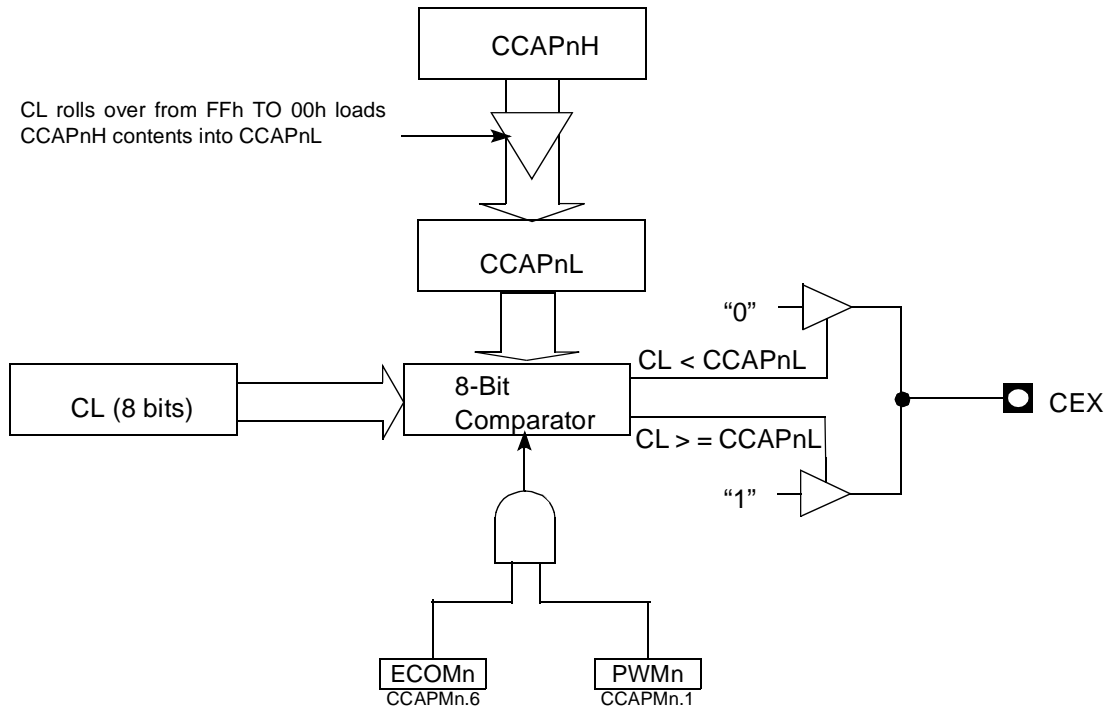 CCAPnH
CL rolls over from FFh TO 00h loads
CCAPnH contents into CCAPnL
CCAPnL
“0”
CL < CCAPnL
CL (8 bits)
8-Bit
Comparator
CEX
CL > = CCAPnL
“1”
ECOMn
CCAPMn.6
PWMn
CCAPMn.1